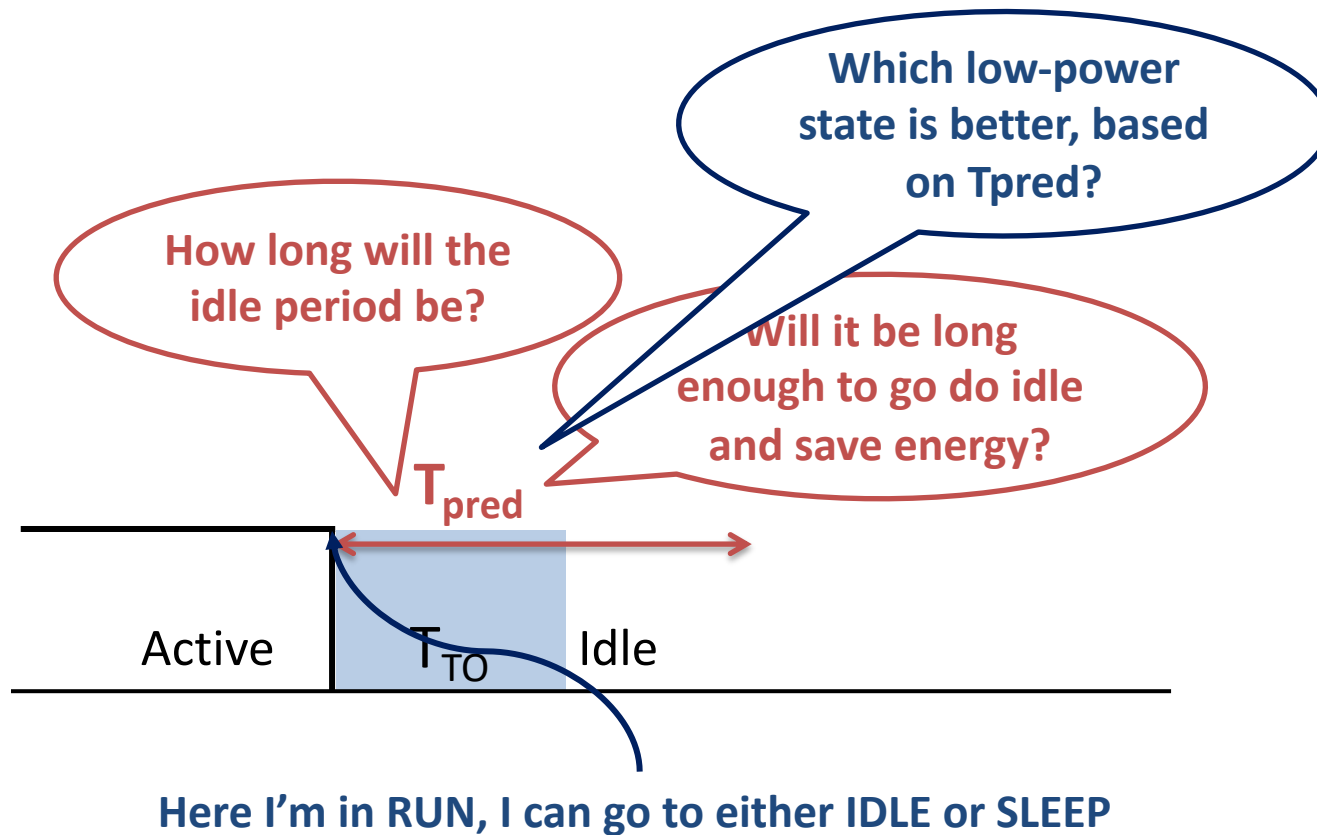 Which low-power
state is better, based
on Tpred?
How long will the
idle period be?
Will it be long
enough to go do idle
and save energy?
Tpred
Active
TTO
Idle
Here I'm in RUN, I can go to either IDLE or SLEEP